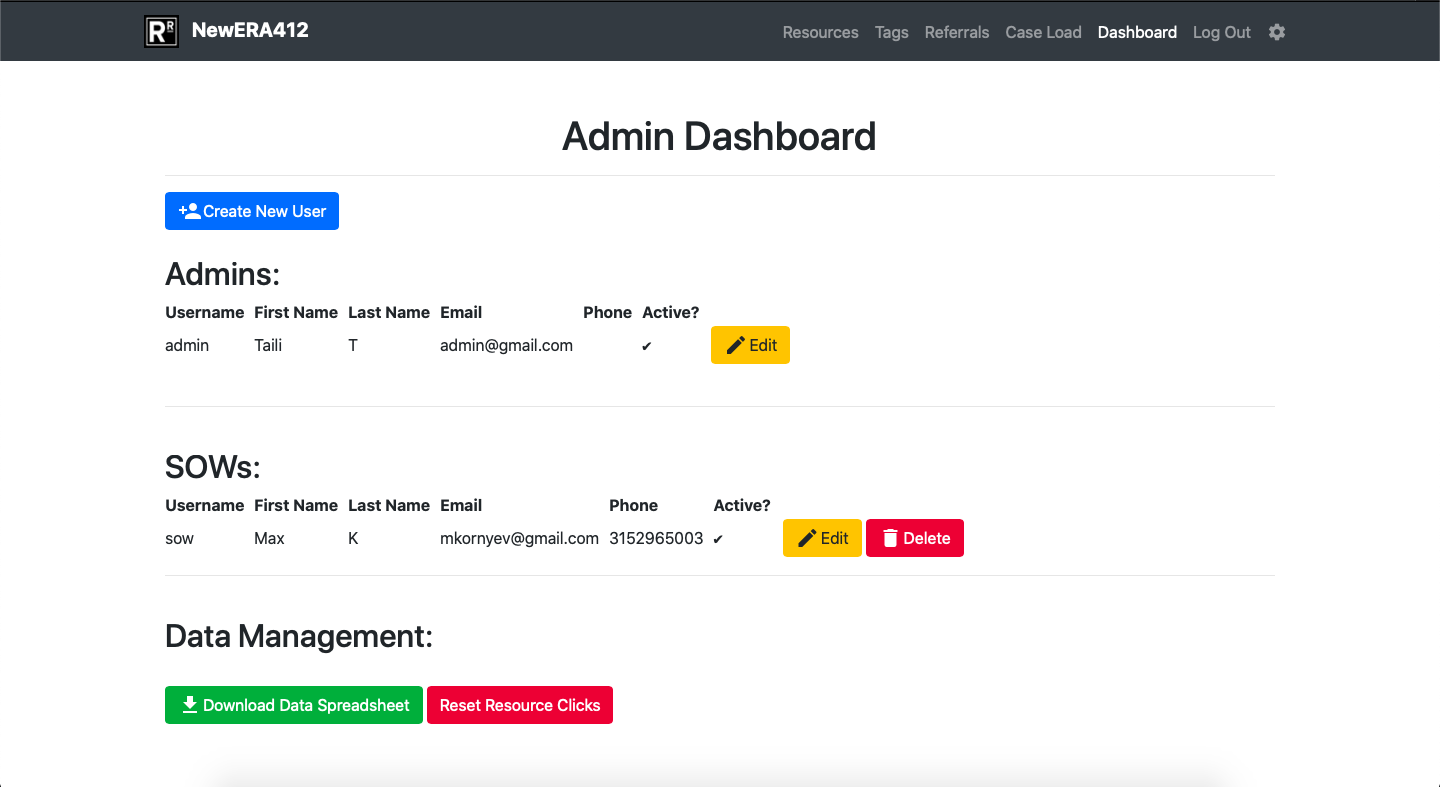 RR NewERA412 Resources Tags Referrals Case Load Dashboard Log Out
Admin Dashboard
Create New User
Admins:
Username First Name Last Name Email Phone Active?
admin Taili T admin@gmail.com ✔ Edit
SOWs:
Username First Name Last Name Email Phone Active?
sow Max K mkornyev@gmail.com 3152965003 ✔ Edit Delete
Data Management:
Download Data Spreadsheet Reset Resource Clicks